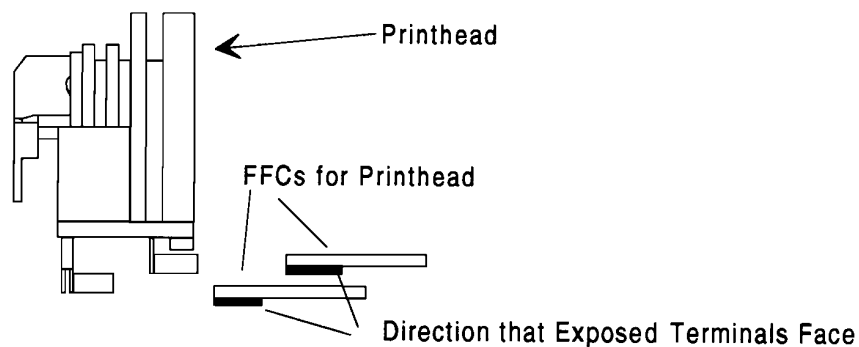 Printhead
FFCs for Printhead
Direction that Exposed Terminals Face